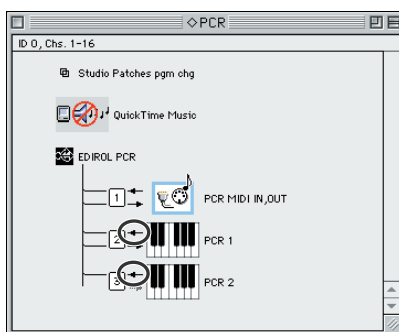 ◇PCR
ID 0, Chs. 1-16
Studio Patches pgm chg
QuickTime Music
EDIROL PCR
1
PCR MIDI IN,OUT
2
PCR 1
3
PCR 2